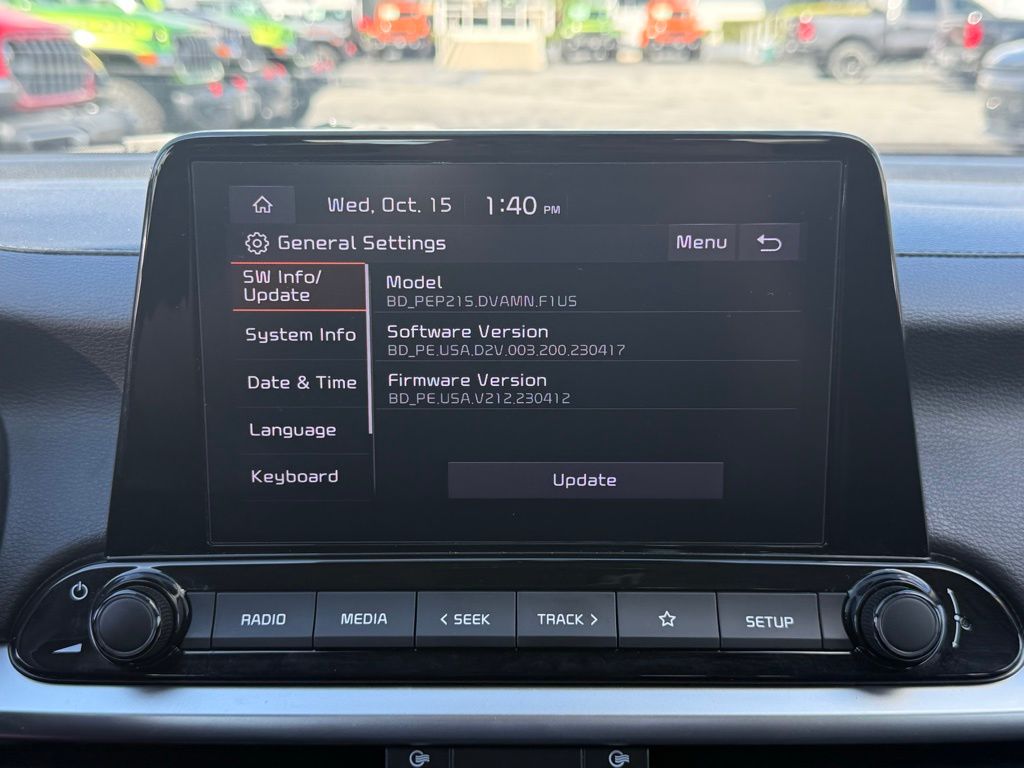 Wed, Oct. 15 1:40 PM
General Settings Menu
SW Info/
Update
System Info
Date & Time
Language
Keyboard
Model
BD_PEP21S.DVAMN.F1US
Software Version
BD_PE.USA.D2V.003.200.230417
Firmware Version
BD_PE.USA.V212.230412
Update
RADIO MEDIA < SEEK TRACK > SETUP